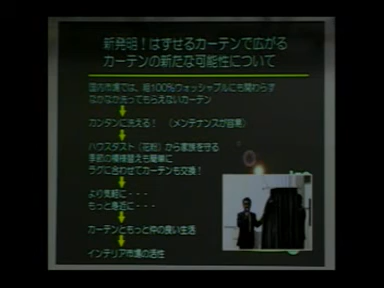 新発明！はずせるカーテンで広がる
カーテンの新たな可能性について
国内市場では、約100%ウォッシャブルにも関わらず
なかなか洗ってもらえないカーテン
カンタンに洗える！ （メンテナンスが容易）
ハウスダスト（花粉）から家族を守る
季節の模様替えも簡単に
ラグに合わせてカーテンも交換！
より気軽に・・・
もっと身近に・・・
カーテンともっと仲の良い生活
インテリア市場の活性